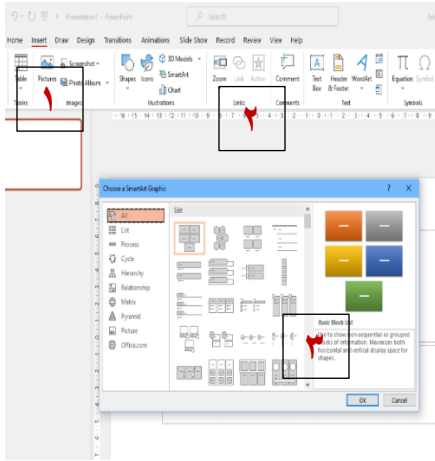 Presentation1 - PowerPoint
Search
Home Insert Draw Design Transitions Animations Slide Show Record Review View Help
Table
Pictures
Screenshot
Photo Album
Shapes
Icons
3D Models
SmartArt
Chart
Zoom
Link
Action
Comment
Text Box
Header & Footer
WordArt
Equation
Symbol
Tables Images Illustrations Links Comments Text Symbols
۱
۲
Choose a SmartArt Graphic
? X
All
List
Process
Cycle
Hierarchy
Relationship
Matrix
Pyramid
Picture
Office.com
List
Basic Block List
Use to show non-sequential or grouped
blocks of information. Maximizes both
horizontal and vertical display space for
shapes.
۳
OK Cancel